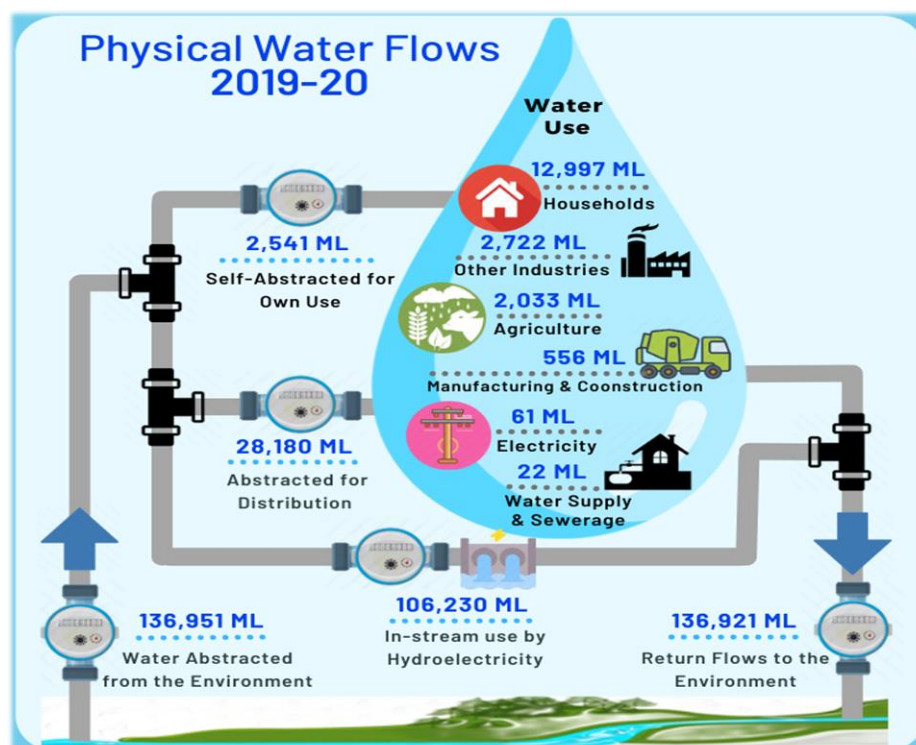 Physical Water Flows
2019-20
Water
Use
12,997 ML
Households
2,541 ML
Self-Abstracted for
Own Use
2,722 ML
Other Industries
2,033 ML
Agriculture
556 ML
Manufacturing & Coonstruction
28,180 ML
Abstracted for
Distribution
61 ML
Electricity
22 ML
Water Supply
& Sewerage
136,951 ML
Water Abstracted
from the Environment
106,230 ML
In-stream use by
Hydroelectricity
136,921 ML
Return Flows to the
Environment